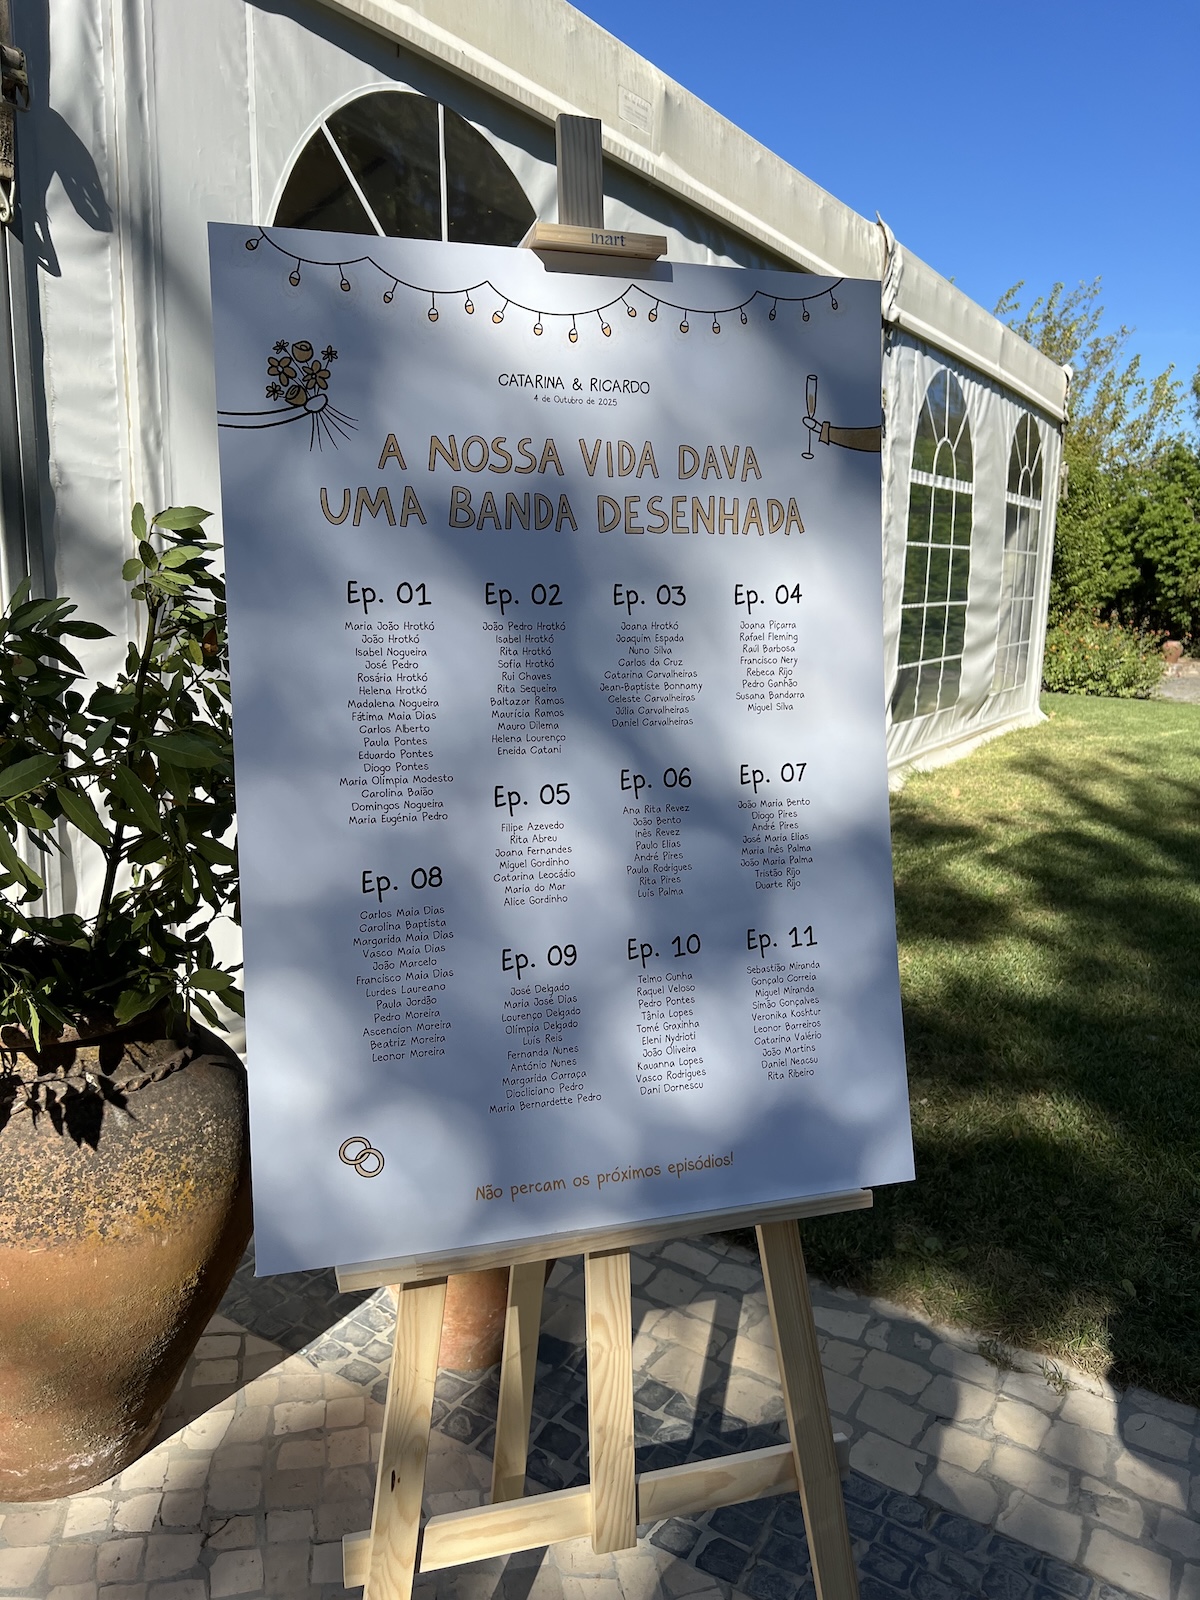 inart
CATARINA & RICARDO
4 de Outubro de 2025
A NOSSA VIDA DAVA
UMA BANDA DESENHADA
Ep. 01
Maria João Hrotkó
João Hrotkó
Isabel Nogueira
José Pedro
Rosária Hrotkó
Helena Hrotkó
Madalena Nogueira
Fátima Maia Dias
Carlos Alberto
Paula Pontes
Eduardo Pontes
Diogo Pontes
Maria Olímpia Modesto
Carolina Baião
Domingos Nogueira
Maria Eugénia Pedro
Ep. 02
João Pedro Hrotkó
Isabel Hrotkó
Rita Hrotkó
Sofia Hrotkó
Rui Chaves
Rita Sequeira
Baltazar Ramos
Maurícia Ramos
Mauro Dilema
Helena Lourenço
Eneida Catani
Ep. 03
Joana Hrotkó
Joaquim Espada
Nuno Silva
Carlos da Cruz
Catarina Carvalheiras
Jean-Baptiste Bonnamy
Celeste Carvalheiras
Júlia Carvalheiras
Daniel Carvalheiras
Ep. 04
Joana Piçarra
Rafael Fleming
Raúl Barbosa
Francisco Nery
Rebeca Rijo
Pedro Ganhão
Susana Bandarra
Miguel Silva
Ep. 05
Filipe Azevedo
Rita Abreu
Joana Fernandes
Miguel Gordinho
Catarina Leocádio
Maria do Mar
Alice Gordinho
Ep. 06
Ana Rita Revez
João Bento
Inês Revez
Paulo Elias
André Pires
Paula Rodrigues
Rita Pires
Luís Palma
Ep. 07
João Maria Bento
Diogo Pires
André Pires
José Maria Elias
Maria Inês Palma
João Maria Palma
Tristão Rijo
Duarte Rijo
Ep. 08
Carlos Maia Dias
Carolina Baptista
Margarida Maia Dias
Vasco Maia Dias
João Marcelo
Francisco Maia Dias
Lurdes Laureano
Paula Jordão
Pedro Moreira
Ascencion Moreira
Beatriz Moreira
Leonor Moreira
Ep. 09
José Delgado
Maria José Dias
Lourenço Delgado
Olímpia Delgado
Luís Reis
Fernanda Nunes
António Nunes
Margarida Carraça
Diocliciano Pedro
Maria Bernardette Pedro
Ep. 10
Telmo Cunha
Raquel Veloso
Pedro Pontes
Tânia Lopes
Tomé Graxinha
Eleni Nydrioti
João Oliveira
Kauanna Lopes
Vasco Rodrigues
Dani Dornescu
Ep. 11
Sebastião Miranda
Gonçalo Correia
Miguel Miranda
Simão Gonçalves
Veronika Koshtur
Leonor Barreiros
Catarina Valério
João Martins
Daniel Neacsu
Rita Ribeiro
Não percam os próximos episódios!